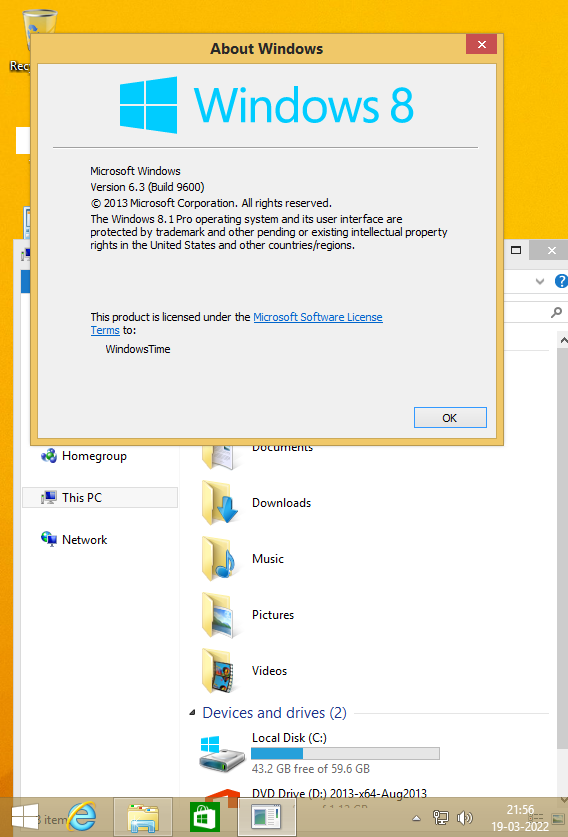 Rec
About Windows
Windows 8
Microsoft Windows
Version 6.3 (Build 9600)
© 2013 Microsoft Corporation. All rights reserved.
The Windows 8.1 Pro operating system and its user interface are
protected by trademark and other pending or existing intellectual property
rights in the United States and other countries/regions.
This product is licensed under the Microsoft Software License
Terms to:
WindowsTime
OK
Documents
Homegroup
Downloads
This PC
Network
Music
Pictures
Videos
Devices and drives (2)
Local Disk (C:)
43.2 GB free of 59.6 GB
DVD Drive (D:) 2013-x64-Aug2013
3 item
21:56
19-03-2022